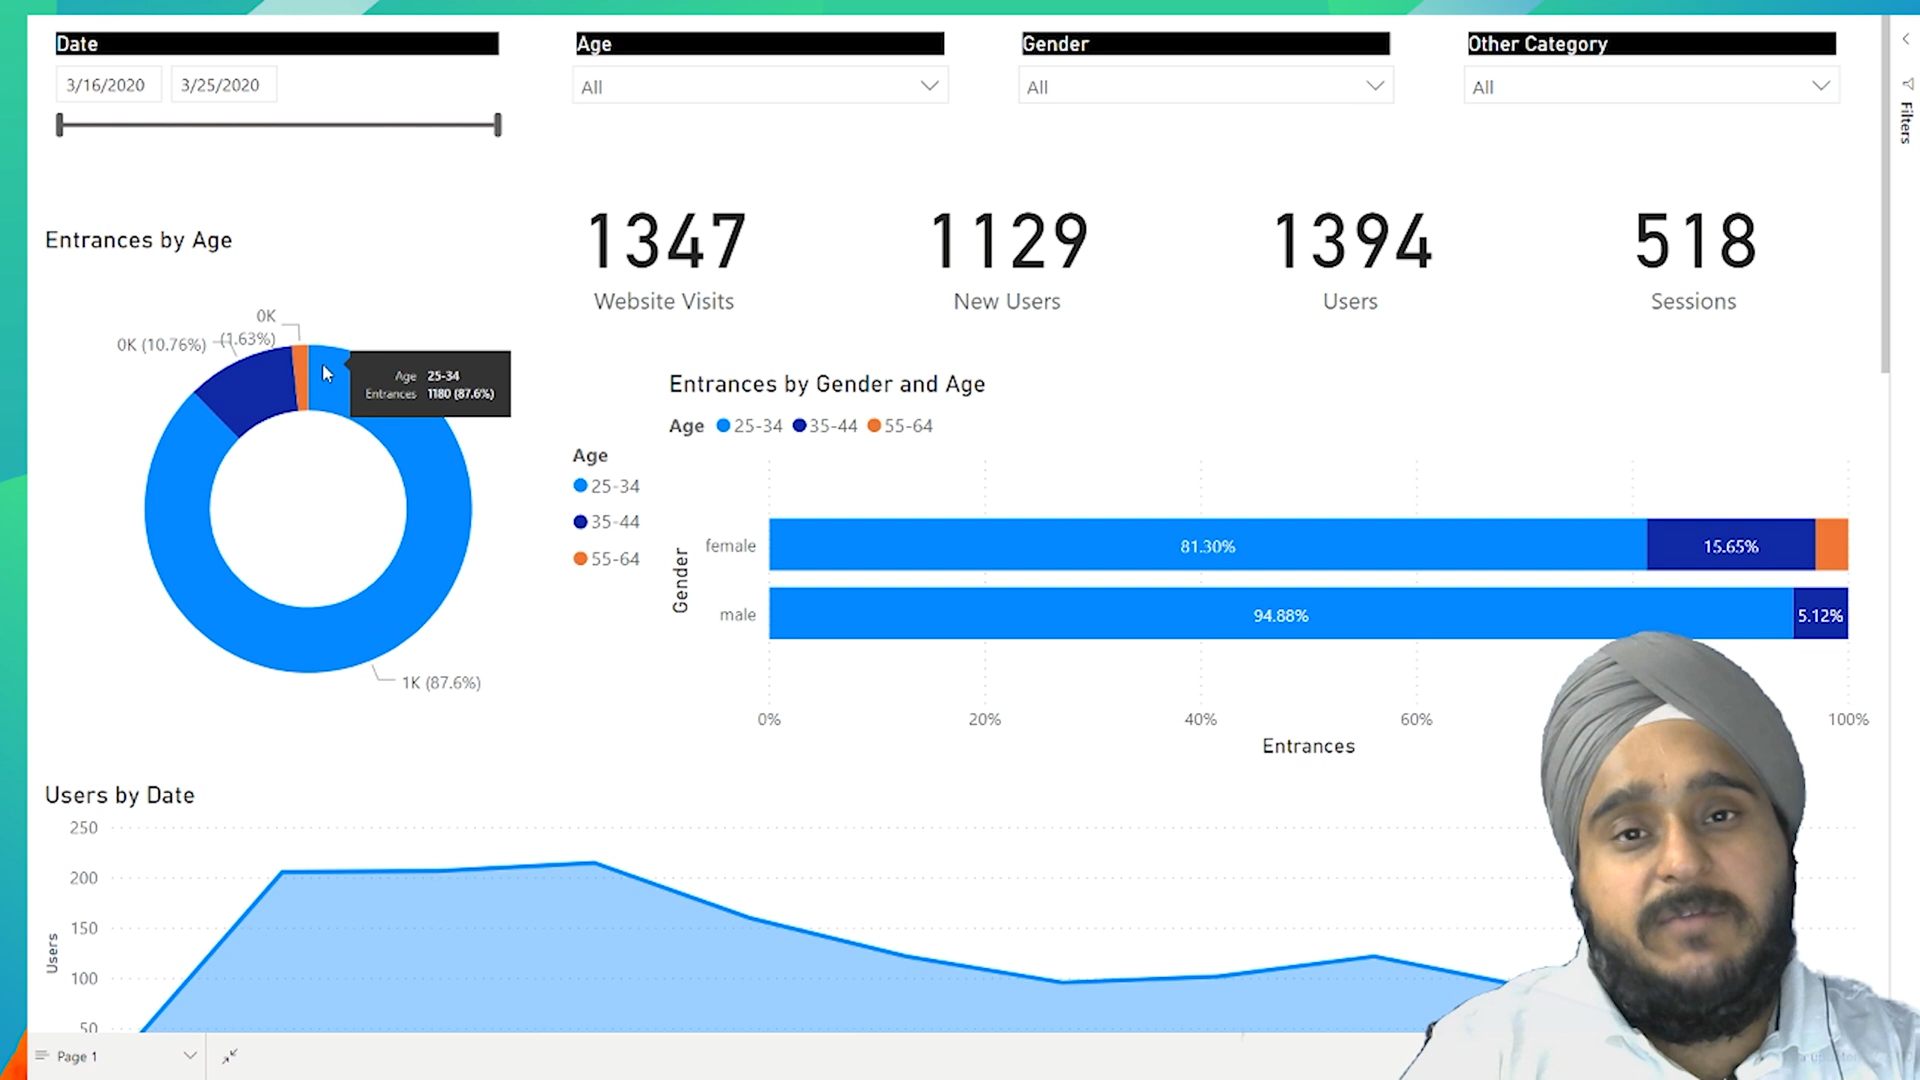 Date
Age
Gender
Other Category
3/16/2020
3/25/2020
All
All
All
Filters
1347
1129
1394
518
Website Visits
New Users
Users
Sessions
Entrances by Age
0K
(1.63%)
0K (10.76%)
Age 25-34
Entrances 1180 (87.6%)
1K (87.6%)
Age
25-34
35-44
55-64
Entrances by Gender and Age
Age 25-34 35-44 55-64
Gender
female
81.30%
15.65%
male
94.88%
5.12%
0%
20%
40%
60%
100%
Entrances
Users by Date
250
200
150
100
50
Users
Page 1